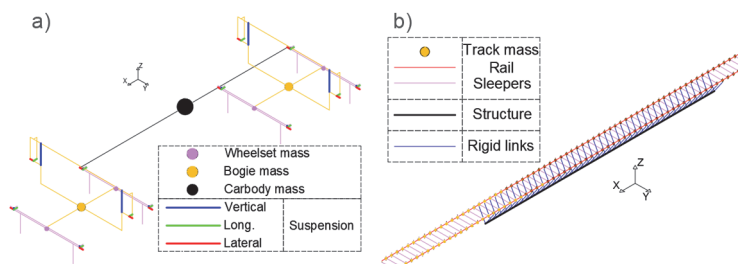 a)
Z
X
Y
Wheelset mass
Bogie mass
Carbody mass
Vertical
Long.
Lateral
Suspension
b)
Track mass
Rail
Sleepers
Structure
Rigid links
Z
X
Y